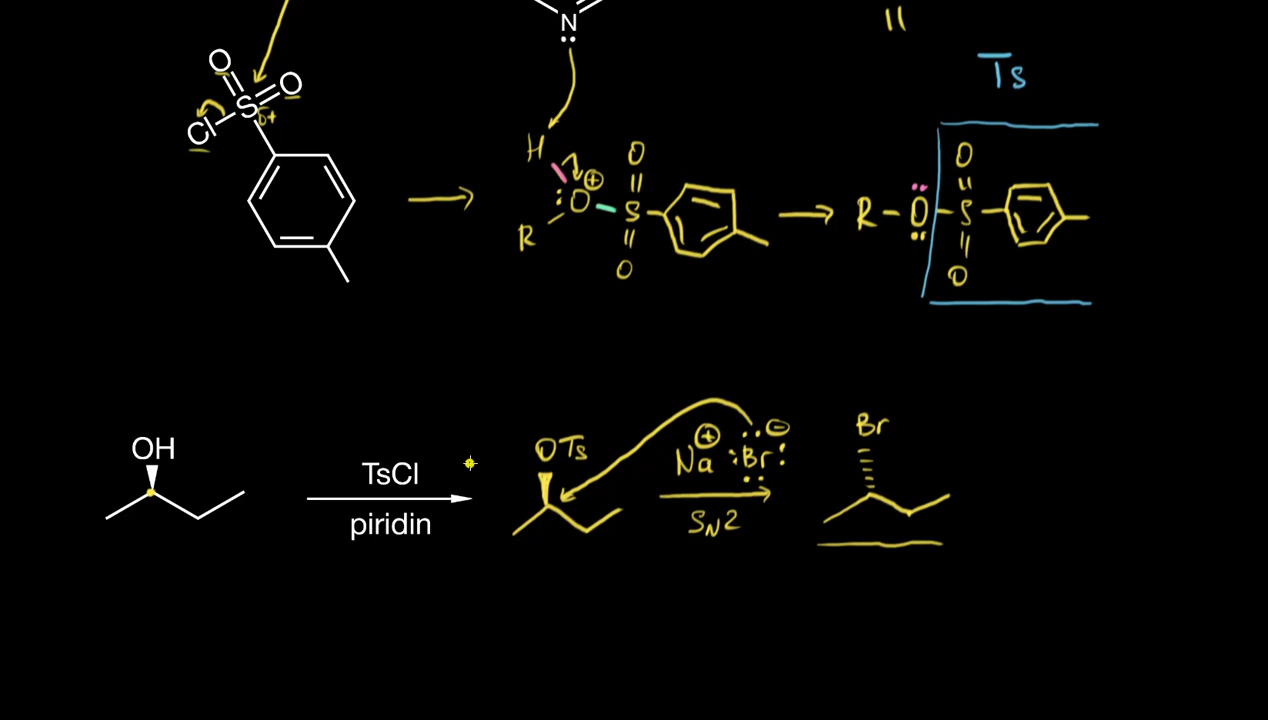 N
••
Ts
O
O
S
δ+
Cl
H
⊕
O
R
O
S
O
R-O-S
O
O
OH
TsCl
piridin
OTs
Na⊕ :Br:⊖
SN2
Br